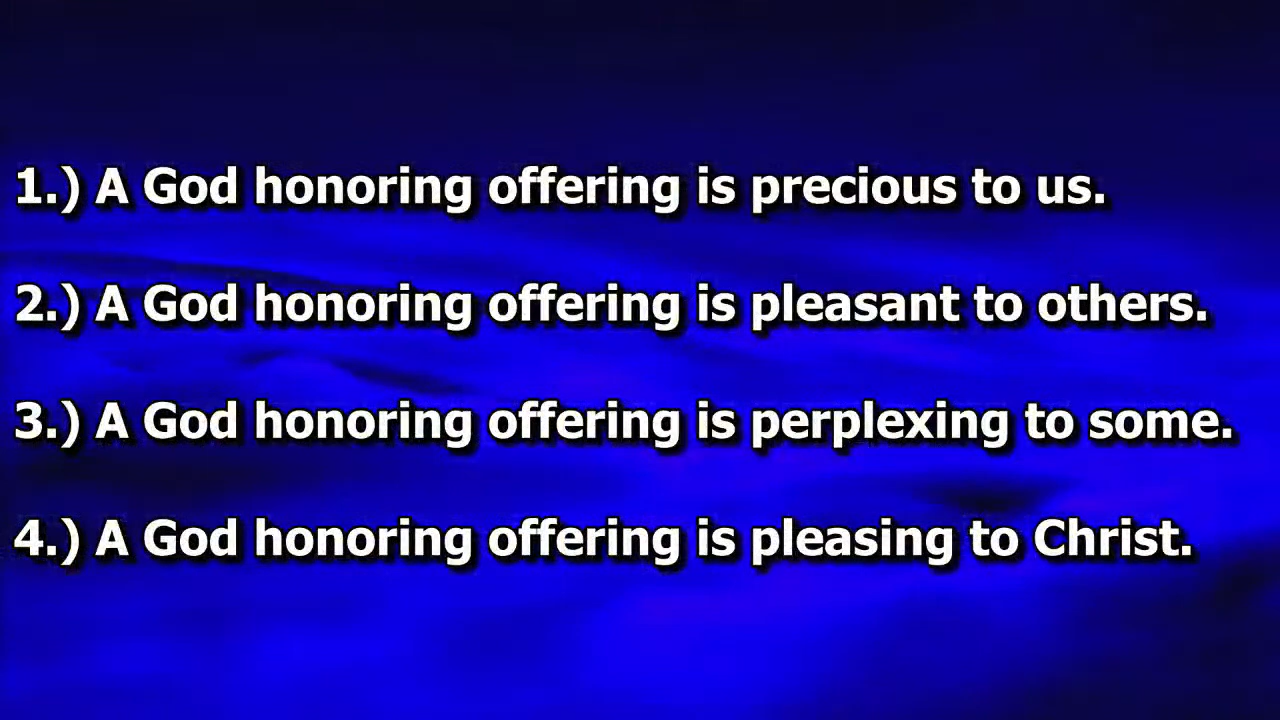 1.) A God honoring offering is precious to us.
2.) A God honoring offering is pleasant to others.
3.) A God honoring offering is perplexing to some.
4.) A God honoring offering is pleasing to Christ.